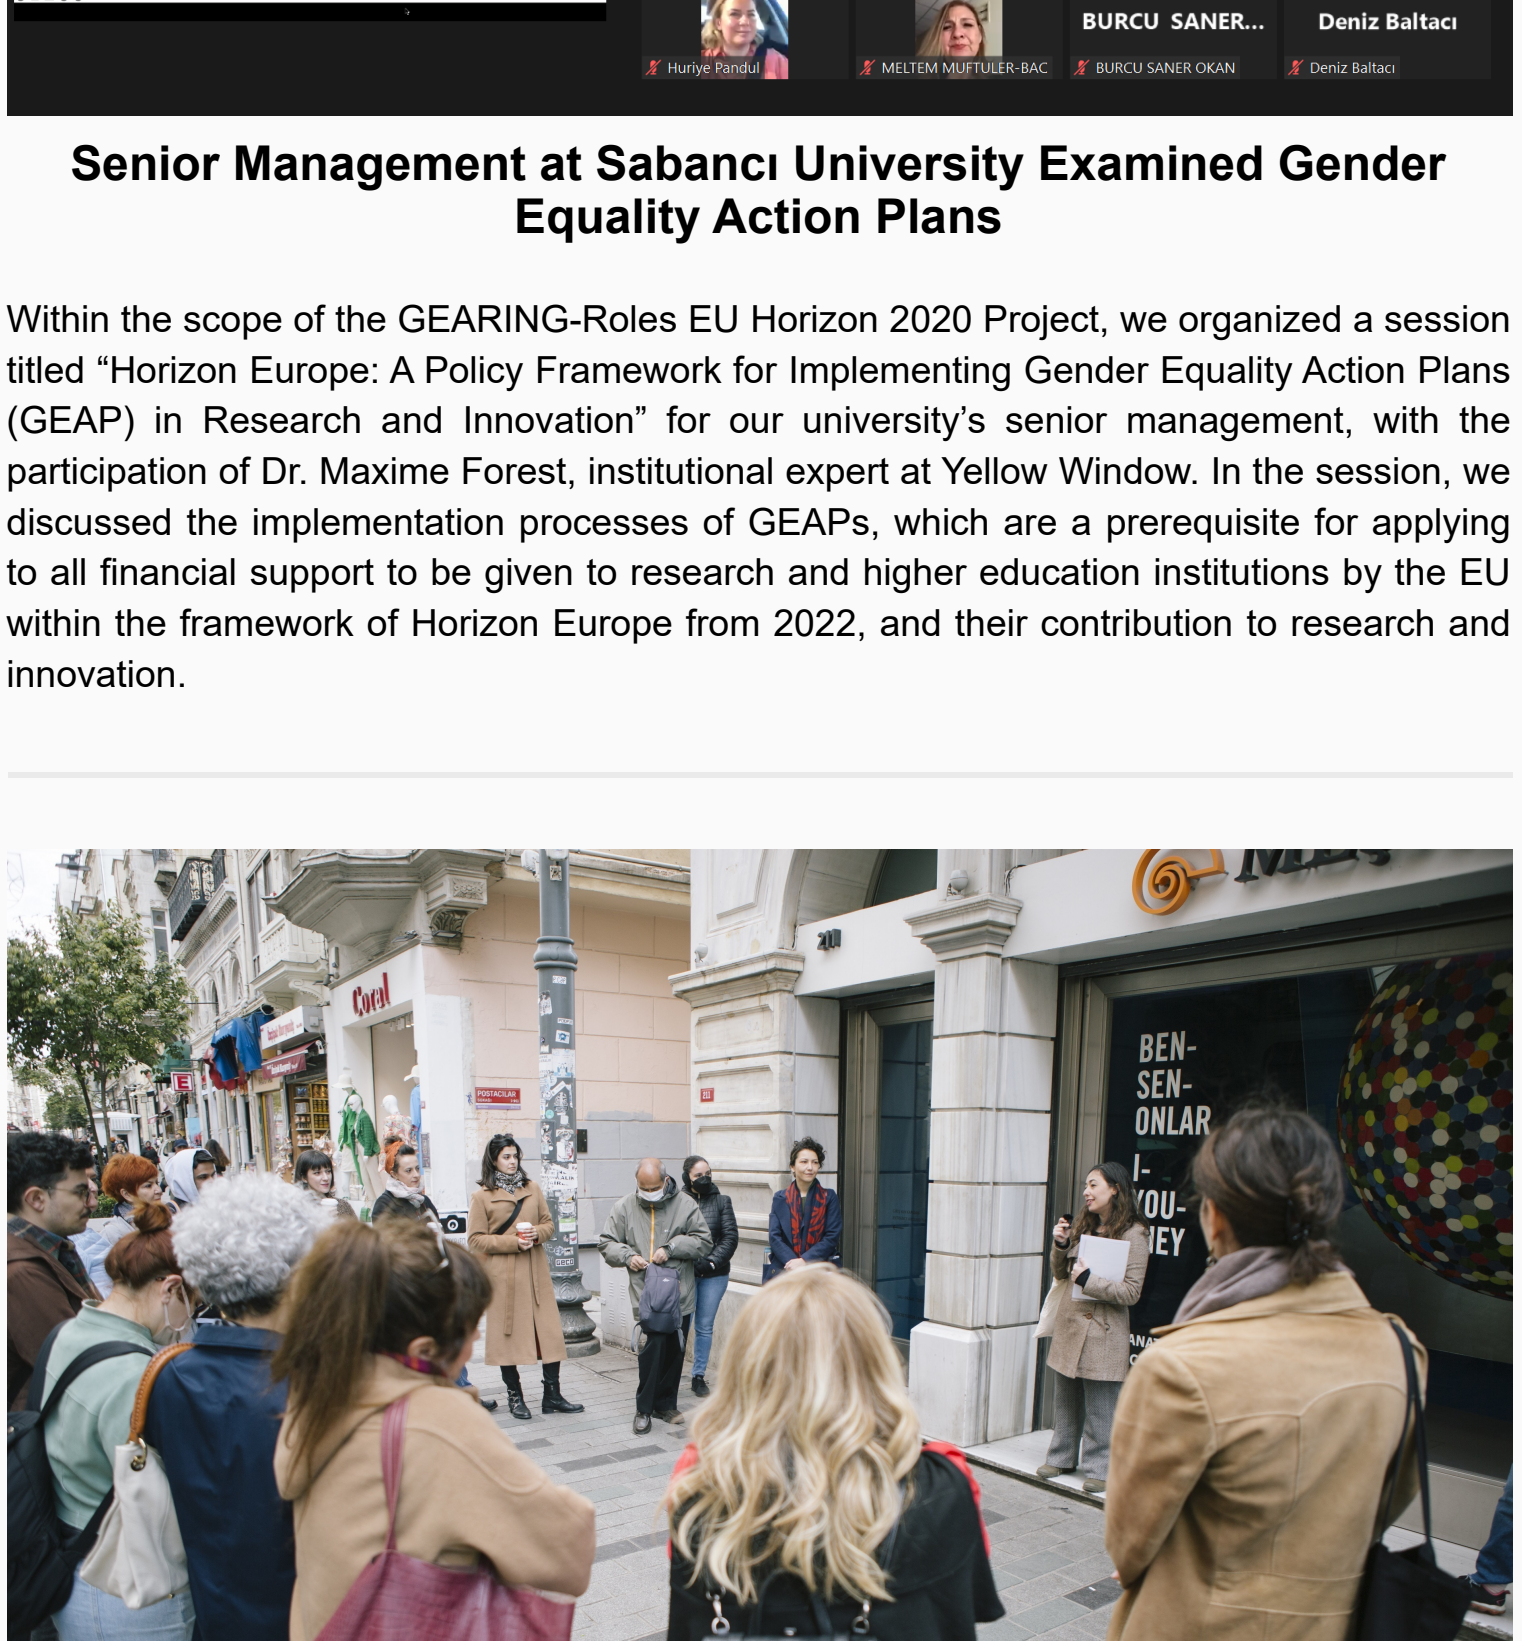 BURCU SANER...
Deniz Baltacı
Huriye Pandul
MELTEM MUFTULER-BAC
BURCU SANER OKAN
Deniz Baltacı
Senior Management at Sabancı University Examined Gender
Equality Action Plans
Within the scope of the GEARING-Roles EU Horizon 2020 Project, we organized a session
titled “Horizon Europe: A Policy Framework for Implementing Gender Equality Action Plans
(GEAP) in Research and Innovation” for our university’s senior management, with the
participation of Dr. Maxime Forest, institutional expert at Yellow Window. In the session, we
discussed the implementation processes of GEAPs, which are a prerequisite for applying
to all financial support to be given to research and higher education institutions by the EU
within the framework of Horizon Europe from 2022, and their contribution to research and
innovation.
211
Coral
E
POSTACILAR
211
BEN-
SEN-
ONLAR
I-
YOU-